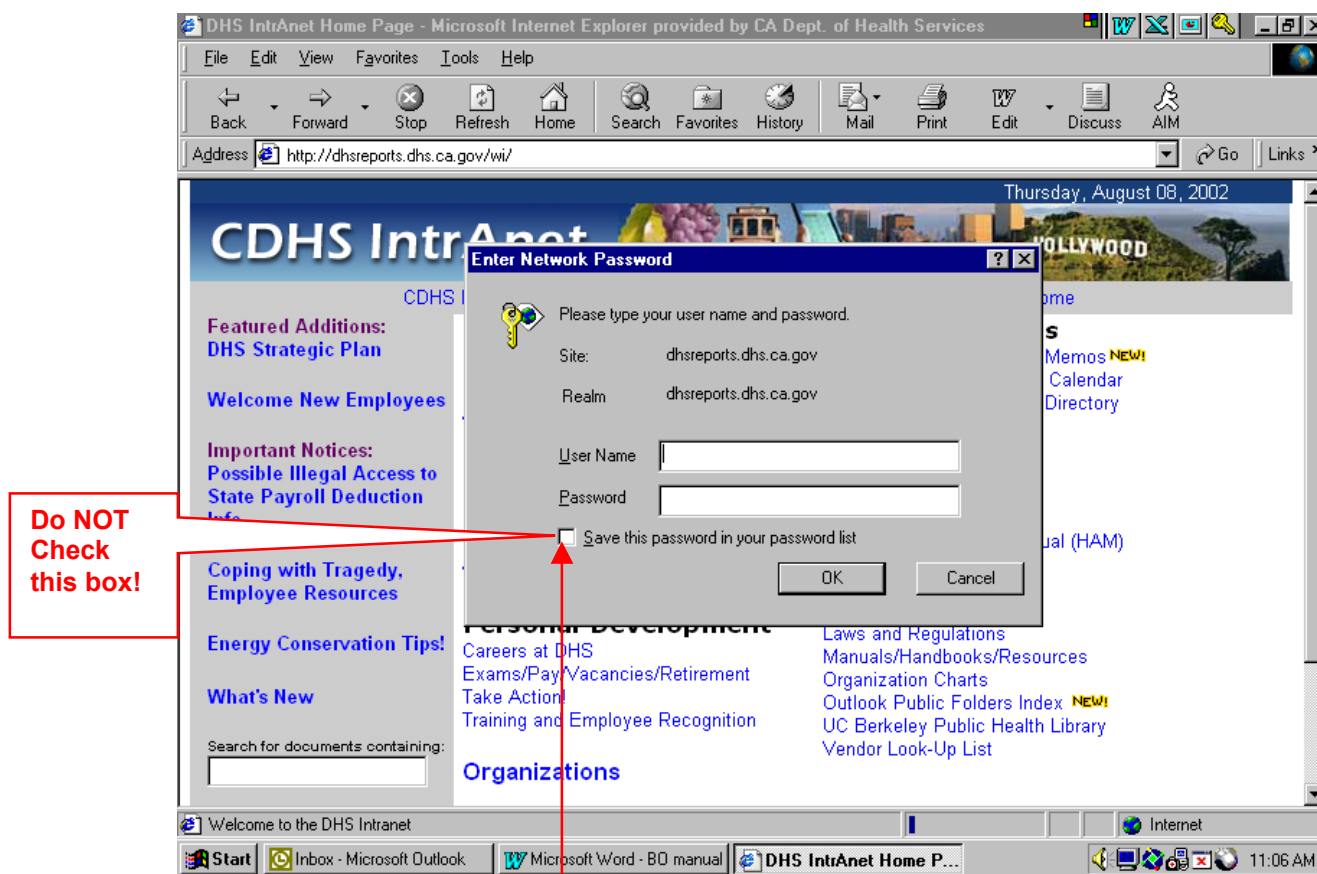 DHS IntrAnet Home Page - Microsoft Internet Explorer provided by CA Dept. of Health Services
File Edit View Favorites Tools Help
Back Forward Stop Refresh Home Search Favorites History Mail Print Edit Discuss AIM
Address http://dhsreports.dhs.ca.gov/wi/ Go Links
Thursday, August 08, 2002
CDHS IntrAnet
HOLLYWOOD
CDHS
Featured Additions:
DHS Strategic Plan
Welcome New Employees
Important Notices:
Possible Illegal Access to
State Payroll Deduction
Info
Coping with Tragedy,
Employee Resources
Energy Conservation Tips!
What's New
Search for documents containing:
Enter Network Password
Please type your user name and password.
Site: dhsreports.dhs.ca.gov
Realm dhsreports.dhs.ca.gov
User Name
Password
Save this password in your password list
OK Cancel
Do NOT
Check
this box!
Memos NEW!
Calendar
Directory
(HAM)
Personal Development
Careers at DHS
Exams/Pay/Vacancies/Retirement
Take Action!
Training and Employee Recognition
Organizations
Laws and Regulations
Manuals/Handbooks/Resources
Organization Charts
Outlook Public Folders Index NEW!
UC Berkeley Public Health Library
Vendor Look-Up List
Welcome to the DHS Intranet
Internet
Start Inbox - Microsoft Outlook Microsoft Word - BO manual DHS IntrAnet Home P... 11:06 AM